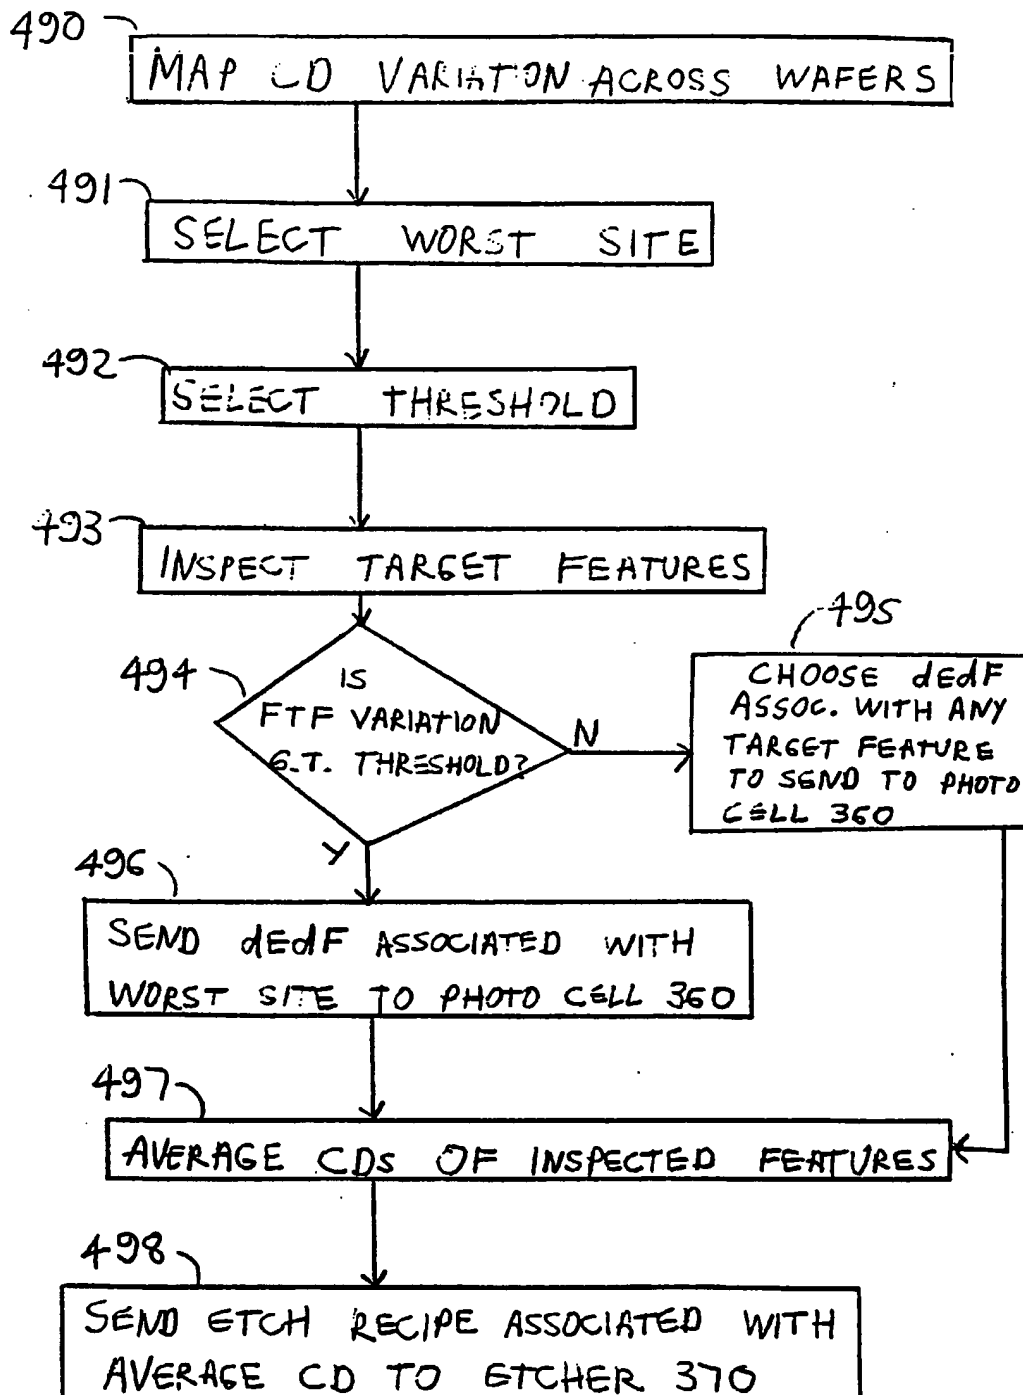 490
MAP CD VARIATION ACROSS WAFERS
491
SELECT WORST SITE
492
SELECT THRESHOLD
493
INSPECT TARGET FEATURES
494
IS
FTF VARIATION
G.T. THRESHOLD?
N
Y
495
CHOOSE dEdF
ASSOC. WITH ANY
TARGET FEATURE
TO SEND TO PHOTO
CELL 360
496
SEND dEdF ASSOCIATED WITH
WORST SITE TO PHOTO CELL 360
497
AVERAGE CDs OF INSPECTED FEATURES
498
SEND ETCH RECIPE ASSOCIATED WITH
AVERAGE CD TO ETCHER 370